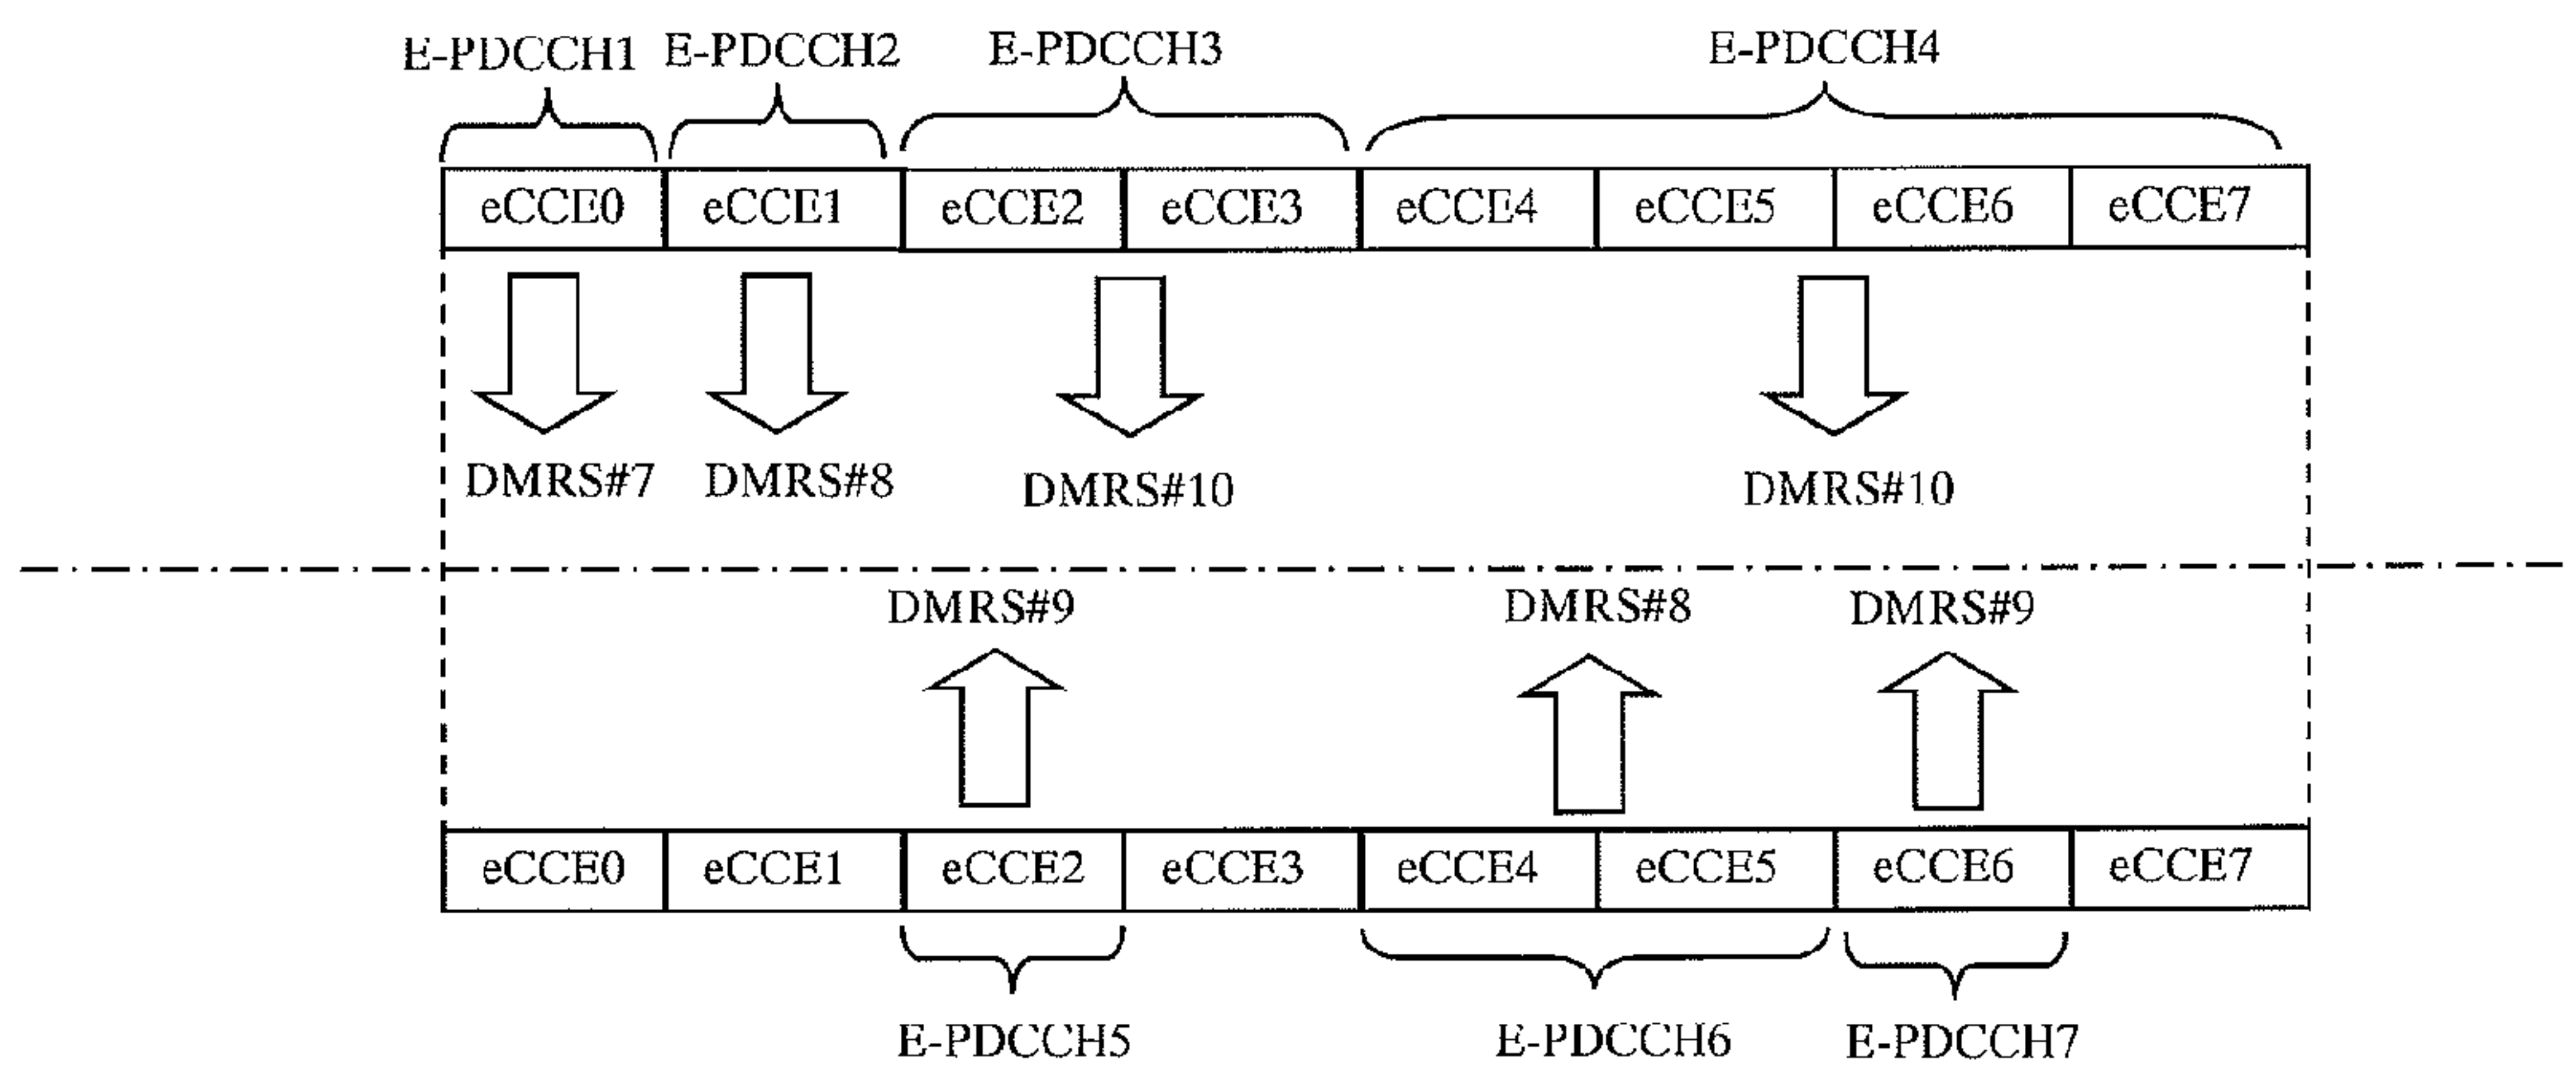 E-PDCCH1 E-PDCCH2 E-PDCCH3 E-PDCCH4
eCCE0 eCCE1 eCCE2 eCCE3 eCCE4 eCCE5 eCCE6 eCCE7
DMRS#7 DMRS#8 DMRS#10 DMRS#10
DMRS#9 DMRS#8 DMRS#9
eCCE0 eCCE1 eCCE2 eCCE3 eCCE4 eCCE5 eCCE6 eCCE7
E-PDCCH5 E-PDCCH6 E-PDCCH7